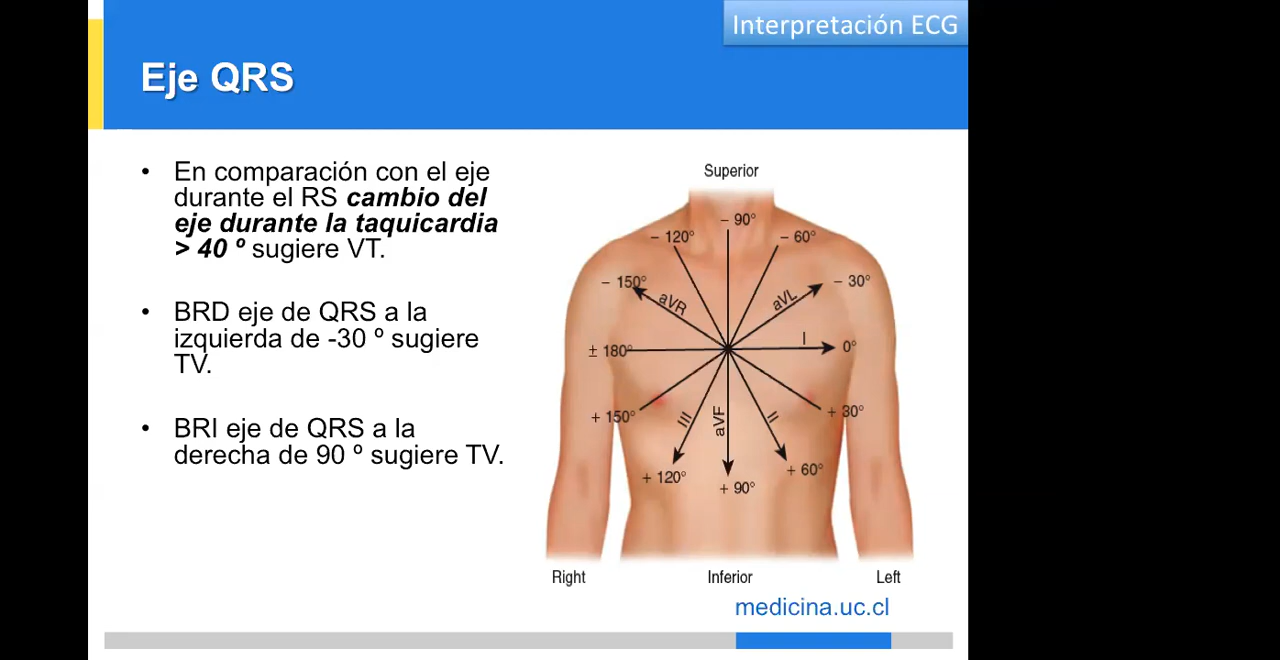 Interpretación ECG
Eje QRS
• En comparación con el eje
durante el RS cambio del
eje durante la taquicardia
> 40 º sugiere VT.
• BRD eje de QRS a la
izquierda de -30 º sugiere
TV.
• BRI eje de QRS a la
derecha de 90 º sugiere TV.
Superior
– 90°
– 120°
– 60°
– 150°
aVR
aVL
– 30°
± 180°
I
0°
+ 150°
III
aVF
II
+ 30°
+ 120°
+ 90°
+ 60°
Right
Inferior
Left
medicina.uc.cl